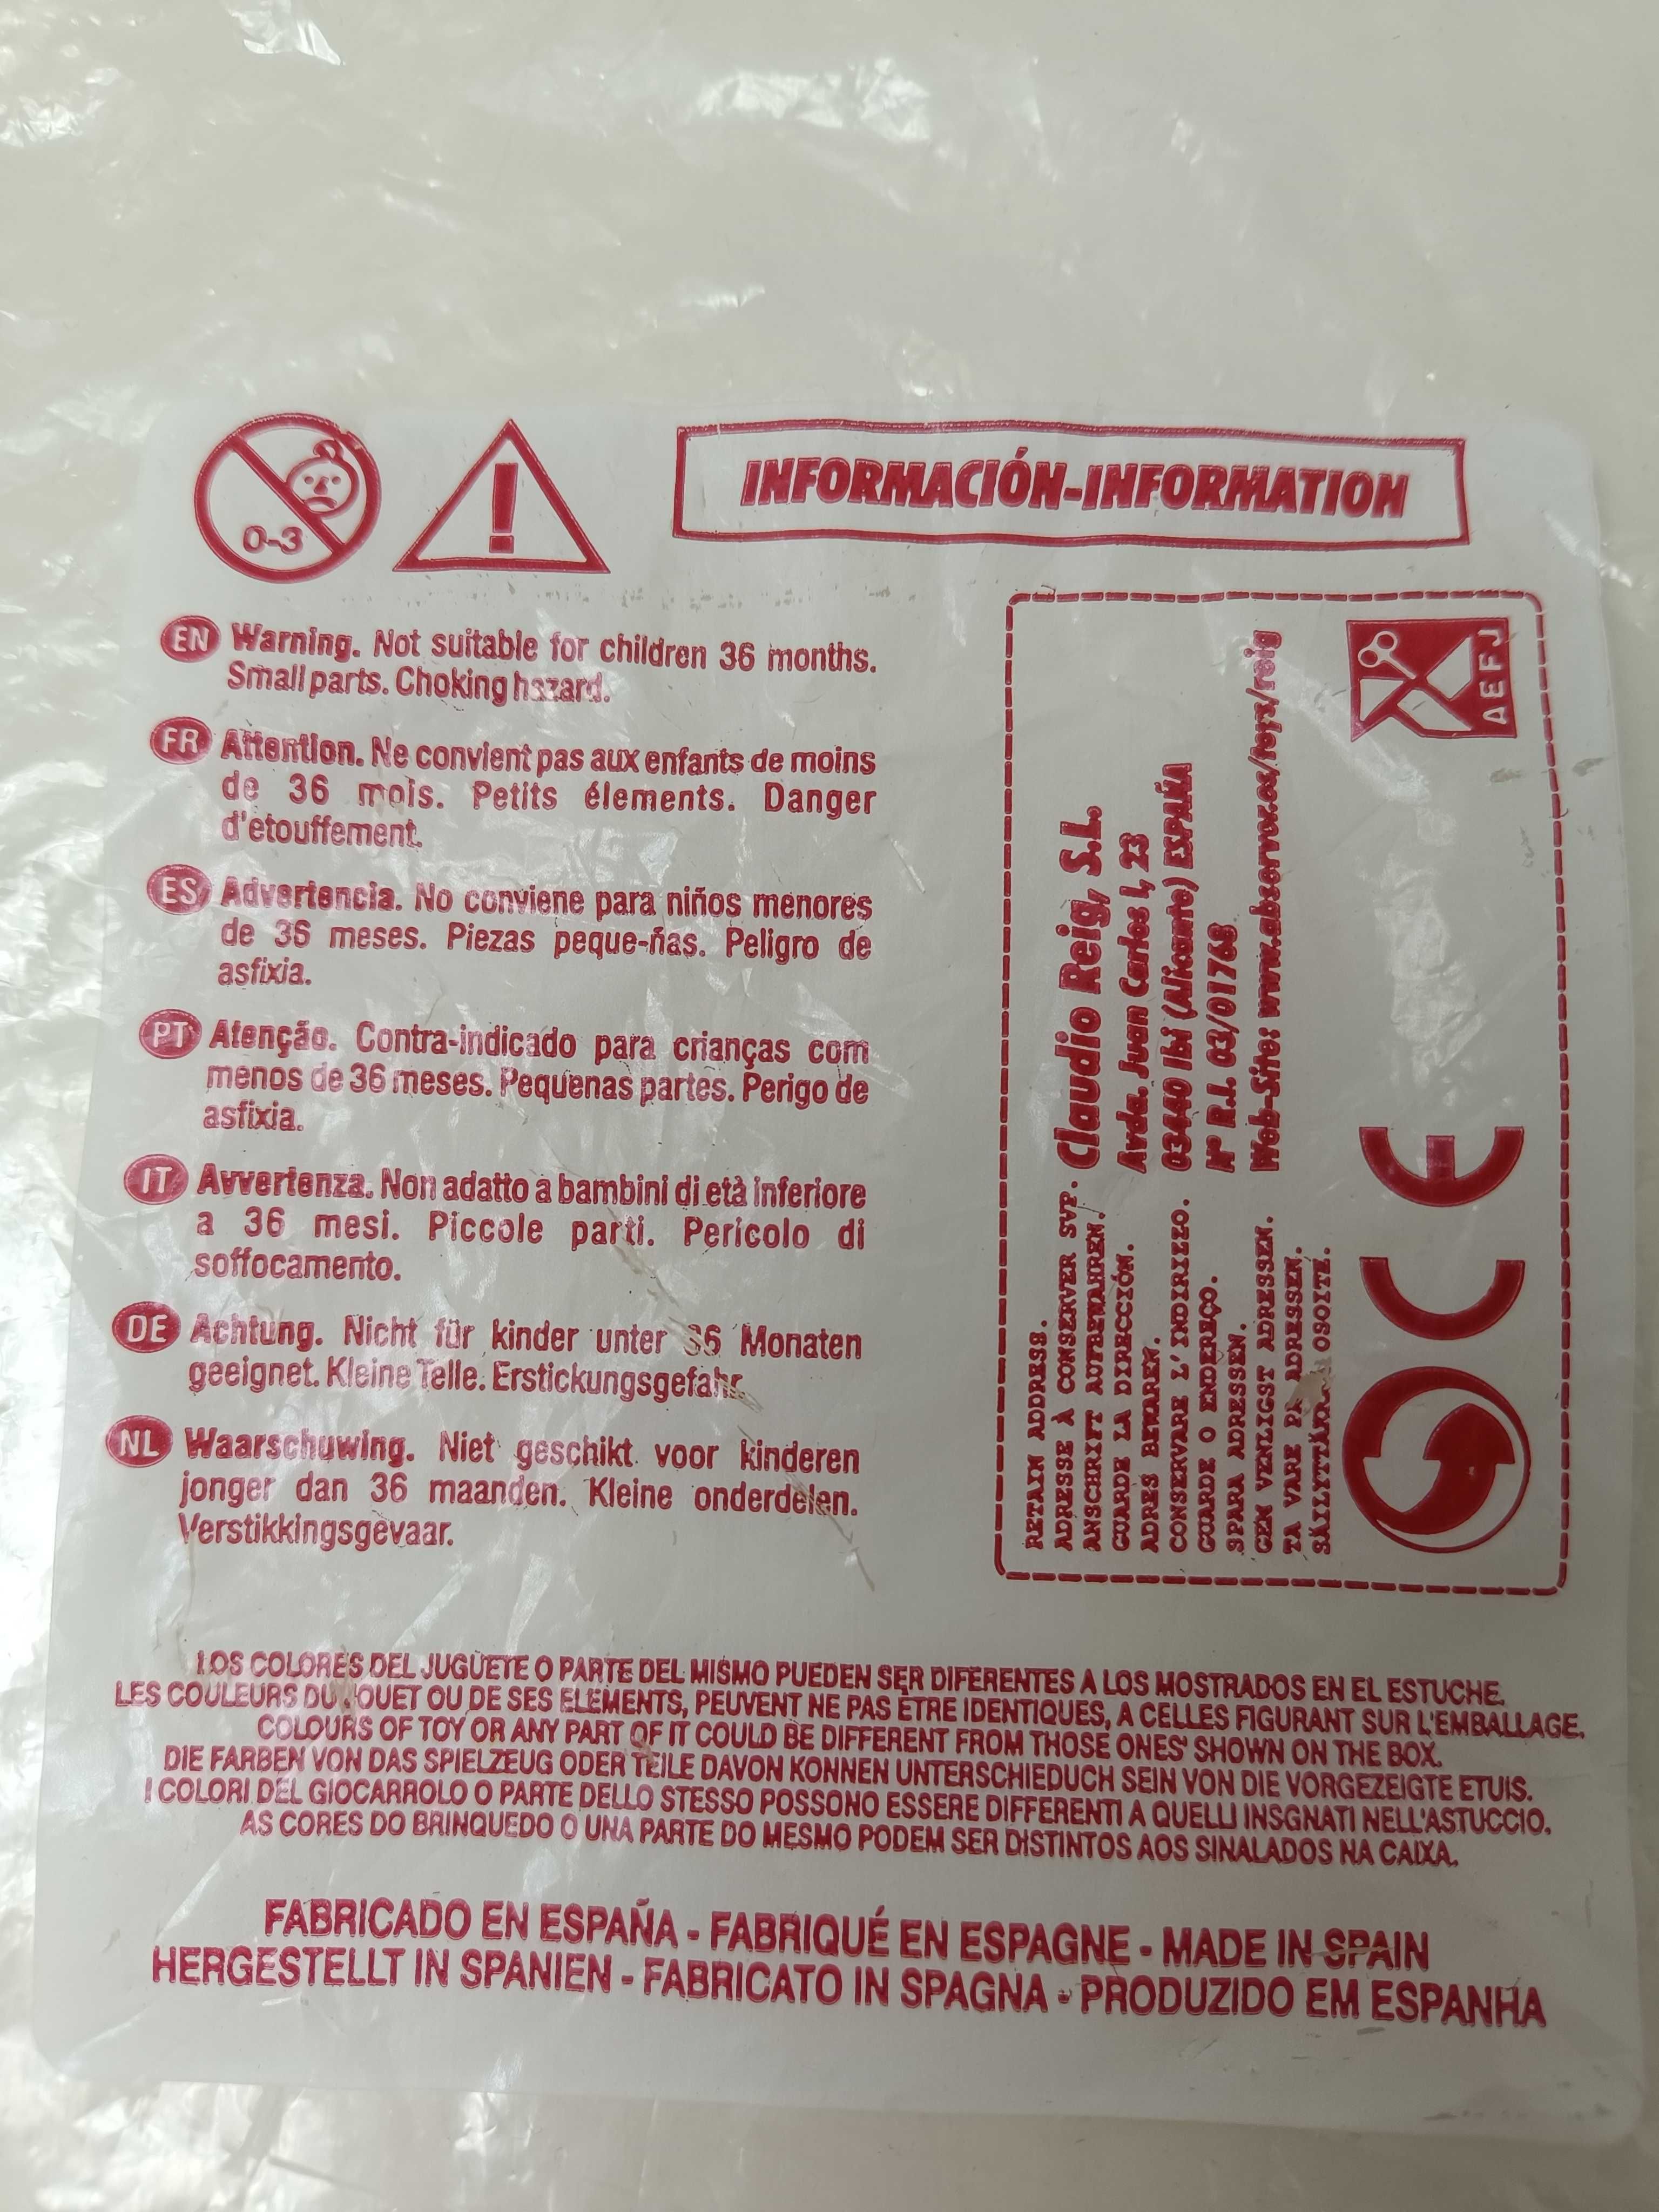 0-3
!
INFORMACIÓN-INFORMATION
EN Warning. Not suitable for children 36 months.
Small parts. Choking hazard.
FR Attention. Ne convient pas aux enfants de moins
de 36 mois. Petits élements. Danger
d'etouffement.
ES Advertencia. No conviene para niños menores
de 36 meses. Piezas peque-ñas. Peligro de
asfixia.
PT Atenção. Contra-indicado para crianças com
menos de 36 meses. Pequenas partes. Perigo de
asfixia.
IT Avvertenza. Non adatto a bambini di età inferiore
a 36 mesi. Piccole parti. Pericolo di
soffocamento.
DE Achtung. Nicht für kinder unter 36 Monaten
geeignet. Kleine Telle. Erstickungsgefahr
NL Waarschuwing. Niet geschikt voor kinderen
jonger dan 36 maanden. Kleine onderdelen.
Verstikkingsgevaar.
RETAIN ADDRESS.
ADRESSE À CONSERVER SVP.
ANSCHRIFT AUFBEWAHREN.
GUARDE LA DIRECCIÓN.
ADRES BEWAREN.
CONSERVARE L'INDIRIZZO.
GUARDE O ENDEREÇO.
SPARA ADRESSEN.
GEM VENLIGST ADRESSEN.
TA VARE PÅ ADRESSEN.
OSOITE.
Claudio Reig, S.L.
Avda. Juan Carlos I, 23
03440 Ibi (Alicante) ESPAÑA
Nº R.I. 03/01768
Web-Site: www.abservox.es/toys/reig
AEFJ
CE
LOS COLORES DEL JUGUETE O PARTE DEL MISMO PUEDEN SER DIFERENTES A LOS MOSTRADOS EN EL ESTUCHE.
LES COULEURS DU JOUET OU DE SES ELEMENTS, PEUVENT NE PAS ÊTRE IDENTIQUES, A CELLES FIGURANT SUR L'EMBALLAGE.
COLOURS OF TOY OR ANY PART OF IT COULD BE DIFFERENT FROM THOSE ONES' SHOWN ON THE BOX.
DIE FARBEN VON DAS SPIELZEUG ODER TEILE DAVON KONNEN UNTERSCHIEDUCH SEIN VON DIE VORGEZEIGTE ETUIS.
I COLORI DEL GIOCARROLO O PARTE DELLO STESSO POSSONO ESSERE DIFFERENTI A QUELLI INSGNATI NELL'ASTUCCIO.
AS CORES DO BRINQUEDO O UNA PARTE DO MESMO PODEM SER DISTINTOS AOS SINALADOS NA CAIXA.
FABRICADO EN ESPAÑA - FABRIQUÉ EN ESPAGNE - MADE IN SPAIN
HERGESTELLT IN SPANIEN - FABRICATO IN SPAGNA - PRODUZIDO EM ESPANHA